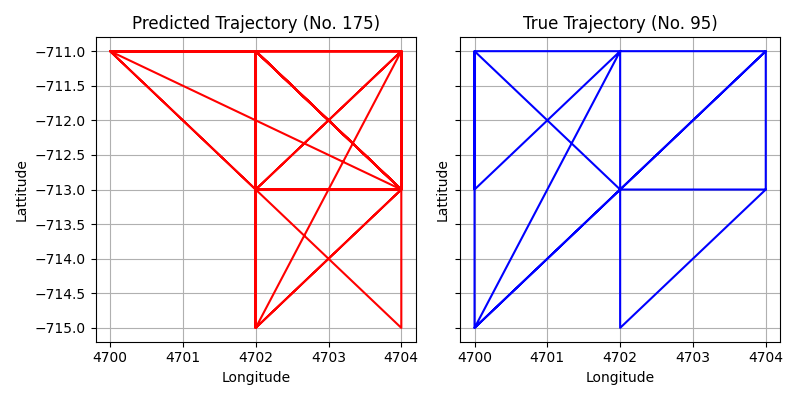 Predicted Trajectory (No. 175)
True Trajectory (No. 95)
−711.0
−711.5
−712.0
−712.5
−713.0
−713.5
−714.0
−714.5
−715.0
Lattitude
Lattitude
4700 4701 4702 4703 4704
4700 4701 4702 4703 4704
Longitude
Longitude